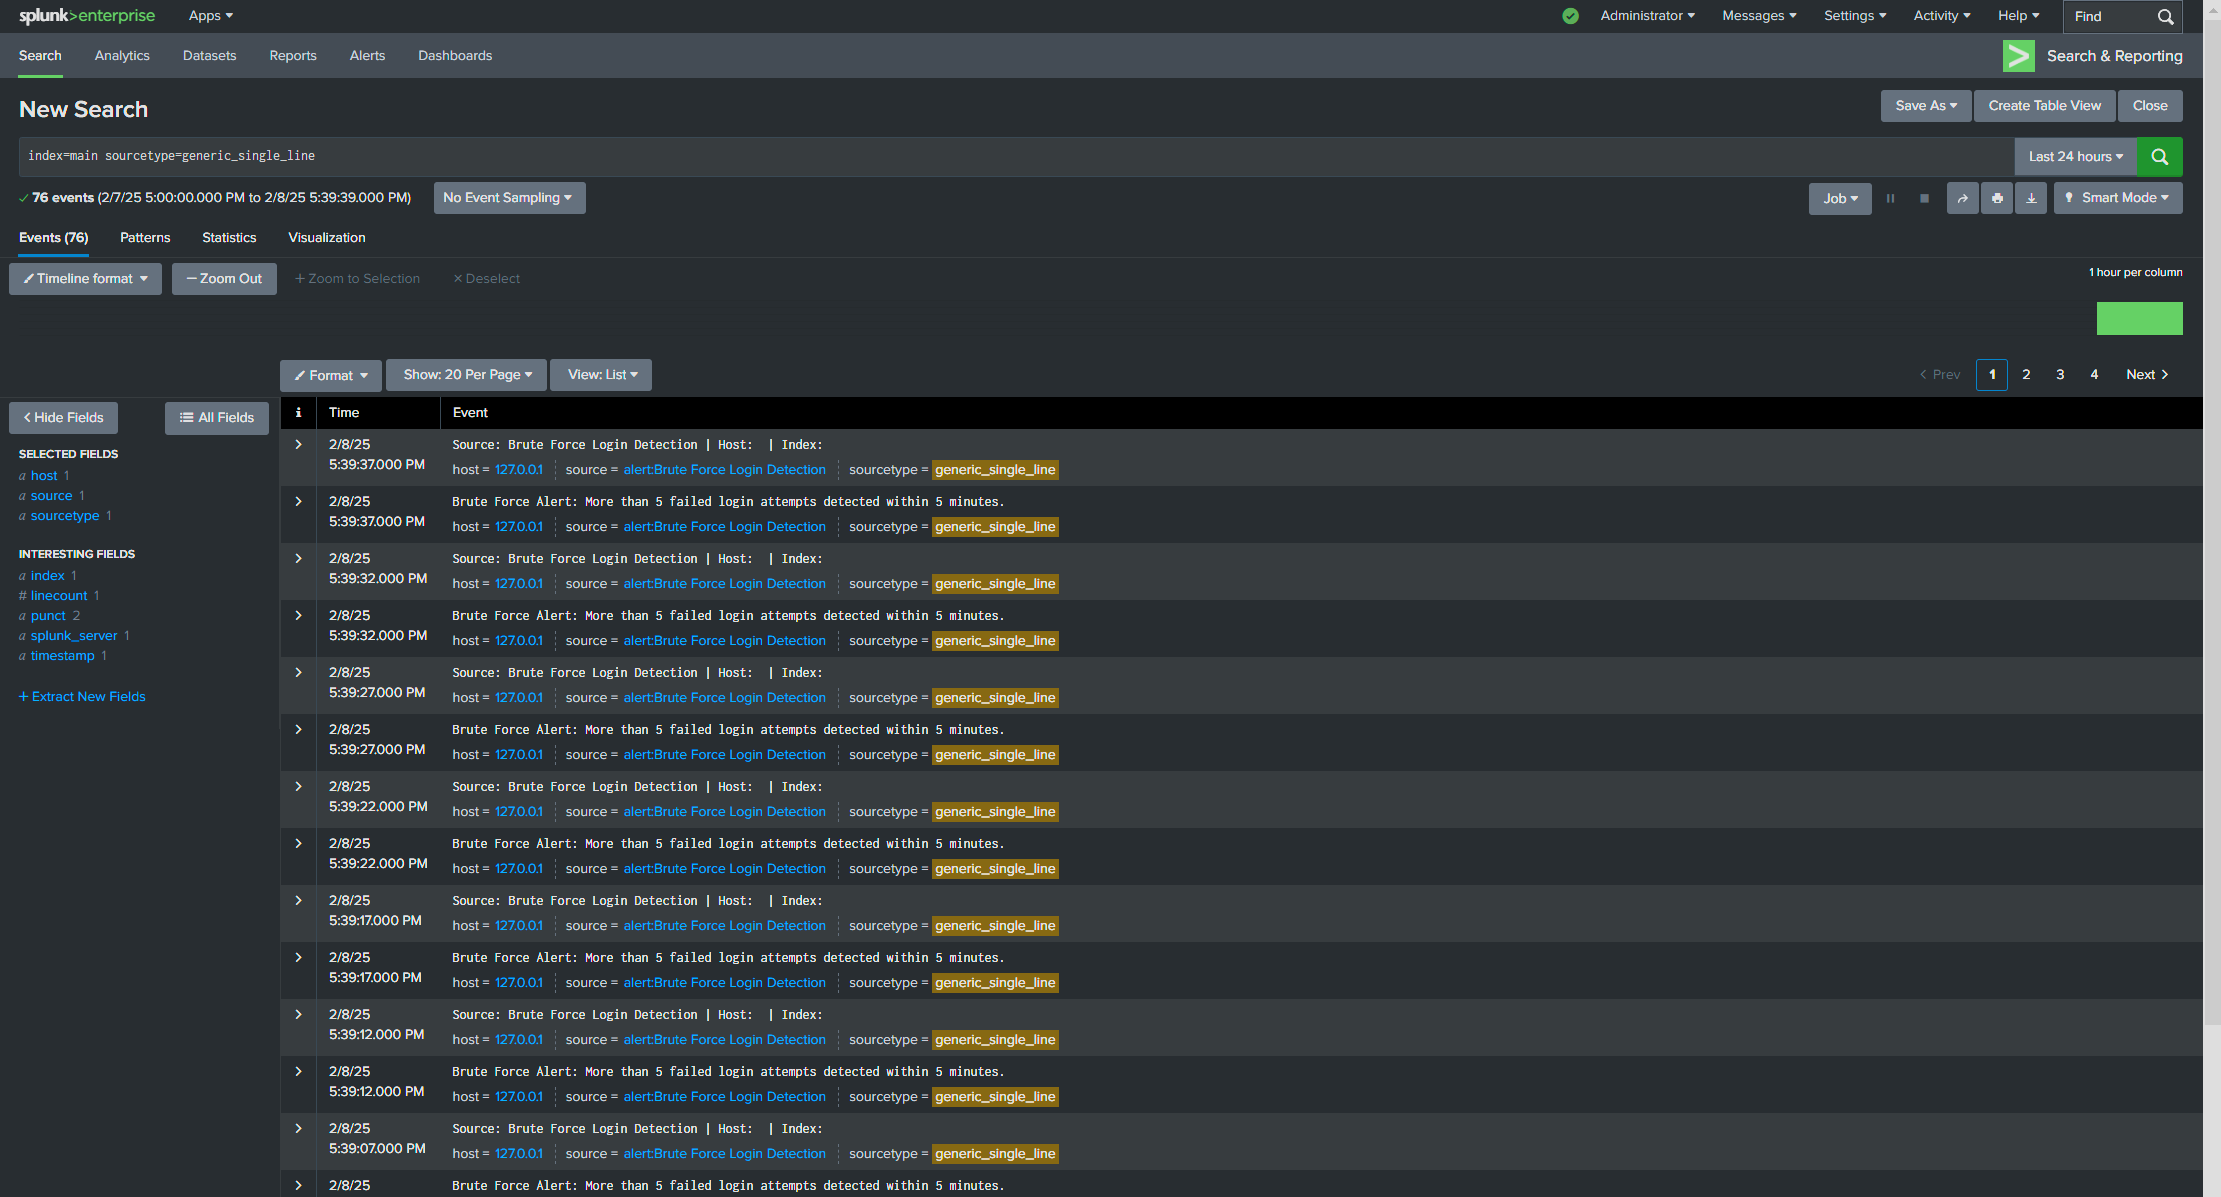 splunk>enterprise Apps Administrator Messages Settings Activity Help Find
Search Analytics Datasets Reports Alerts Dashboards Search & Reporting
New Search Save As Create Table View Close
index=main sourcetype=generic_single_line Last 24 hours
76 events (2/7/25 5:00:00.000 PM to 2/8/25 5:39:39.000 PM) No Event Sampling Job Smart Mode
Events (76) Patterns Statistics Visualization
Timeline format — Zoom Out + Zoom to Selection × Deselect 1 hour per column
Format Show: 20 Per Page View: List < Prev 1 2 3 4 Next >
< Hide Fields All Fields
SELECTED FIELDS
a host 1
a source 1
a sourcetype 1
INTERESTING FIELDS
a index 1
# linecount 1
a punct 2
a splunk_server 1
a timestamp 1
+ Extract New Fields
i Time Event
> 2/8/25 Source: Brute Force Login Detection | Host:  | Index:
5:39:37.000 PM host = 127.0.0.1 source = alert:Brute Force Login Detection sourcetype = generic_single_line
> 2/8/25 Brute Force Alert: More than 5 failed login attempts detected within 5 minutes.
5:39:37.000 PM host = 127.0.0.1 source = alert:Brute Force Login Detection sourcetype = generic_single_line
> 2/8/25 Source: Brute Force Login Detection | Host:  | Index:
5:39:32.000 PM host = 127.0.0.1 source = alert:Brute Force Login Detection sourcetype = generic_single_line
> 2/8/25 Brute Force Alert: More than 5 failed login attempts detected within 5 minutes.
5:39:32.000 PM host = 127.0.0.1 source = alert:Brute Force Login Detection sourcetype = generic_single_line
> 2/8/25 Source: Brute Force Login Detection | Host:  | Index:
5:39:27.000 PM host = 127.0.0.1 source = alert:Brute Force Login Detection sourcetype = generic_single_line
> 2/8/25 Brute Force Alert: More than 5 failed login attempts detected within 5 minutes.
5:39:27.000 PM host = 127.0.0.1 source = alert:Brute Force Login Detection sourcetype = generic_single_line
> 2/8/25 Source: Brute Force Login Detection | Host:  | Index:
5:39:22.000 PM host = 127.0.0.1 source = alert:Brute Force Login Detection sourcetype = generic_single_line
> 2/8/25 Brute Force Alert: More than 5 failed login attempts detected within 5 minutes.
5:39:22.000 PM host = 127.0.0.1 source = alert:Brute Force Login Detection sourcetype = generic_single_line
> 2/8/25 Source: Brute Force Login Detection | Host:  | Index:
5:39:17.000 PM host = 127.0.0.1 source = alert:Brute Force Login Detection sourcetype = generic_single_line
> 2/8/25 Brute Force Alert: More than 5 failed login attempts detected within 5 minutes.
5:39:17.000 PM host = 127.0.0.1 source = alert:Brute Force Login Detection sourcetype = generic_single_line
> 2/8/25 Source: Brute Force Login Detection | Host:  | Index:
5:39:12.000 PM host = 127.0.0.1 source = alert:Brute Force Login Detection sourcetype = generic_single_line
> 2/8/25 Brute Force Alert: More than 5 failed login attempts detected within 5 minutes.
5:39:12.000 PM host = 127.0.0.1 source = alert:Brute Force Login Detection sourcetype = generic_single_line
> 2/8/25 Source: Brute Force Login Detection | Host:  | Index:
5:39:07.000 PM host = 127.0.0.1 source = alert:Brute Force Login Detection sourcetype = generic_single_line
> 2/8/25 Brute Force Alert: More than 5 failed login attempts detected within 5 minutes.